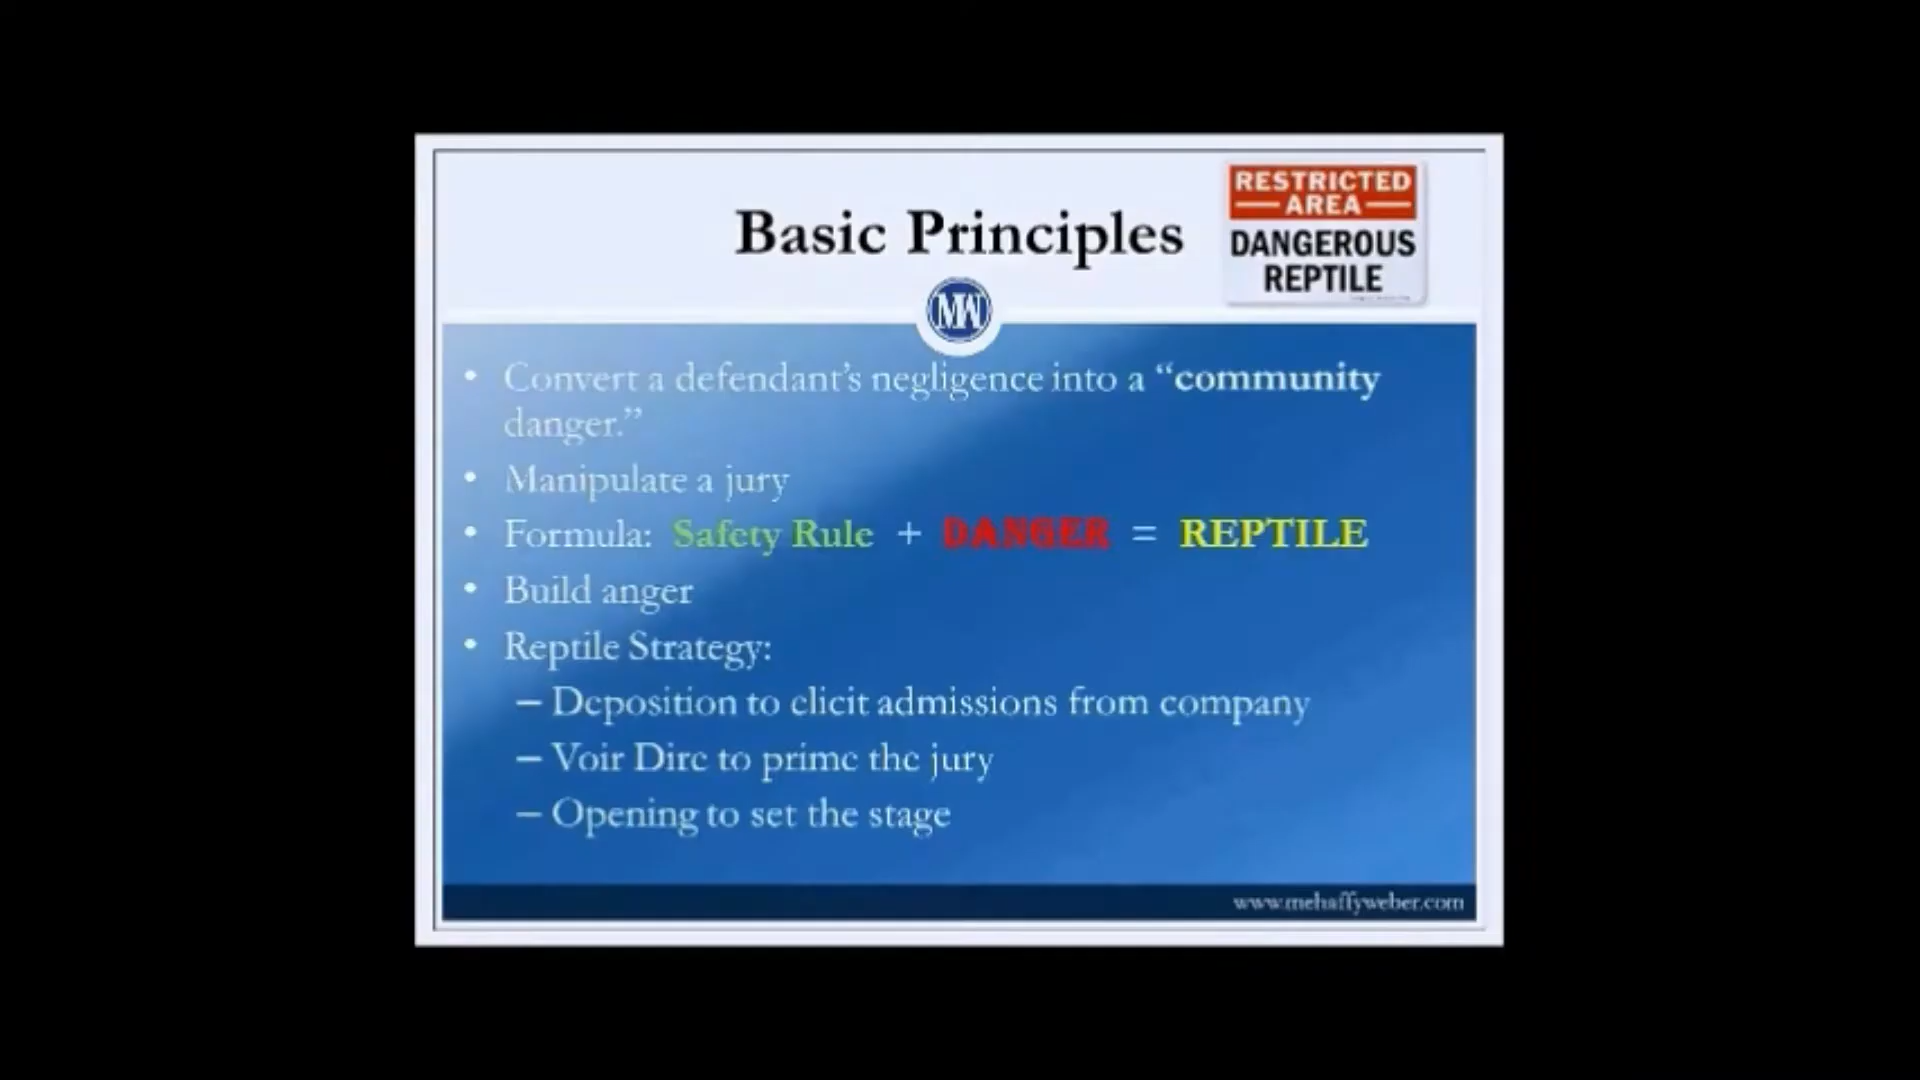 Basic Principles
RESTRICTED
AREA
DANGEROUS
REPTILE
MW
• Convert a defendant's negligence into a “community
danger.”
• Manipulate a jury
• Formula: Safety Rule + DANGER = REPTILE
• Build anger
• Reptile Strategy:
– Deposition to elicit admissions from company
– Voir Dire to prime the jury
– Opening to set the stage
www.mehaffyweber.com